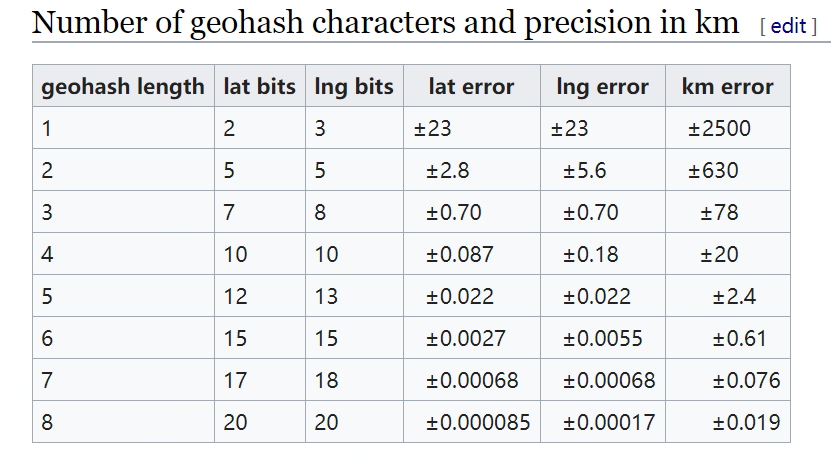 Number of geohash characters and precision in km [ edit ]
geohash length lat bits lng bits lat error lng error km error
1 2 3 ±23 ±23 ±2500
2 5 5 ±2.8 ±5.6 ±630
3 7 8 ±0.70 ±0.70 ±78
4 10 10 ±0.087 ±0.18 ±20
5 12 13 ±0.022 ±0.022 ±2.4
6 15 15 ±0.0027 ±0.0055 ±0.61
7 17 18 ±0.00068 ±0.00068 ±0.076
8 20 20 ±0.000085 ±0.00017 ±0.019